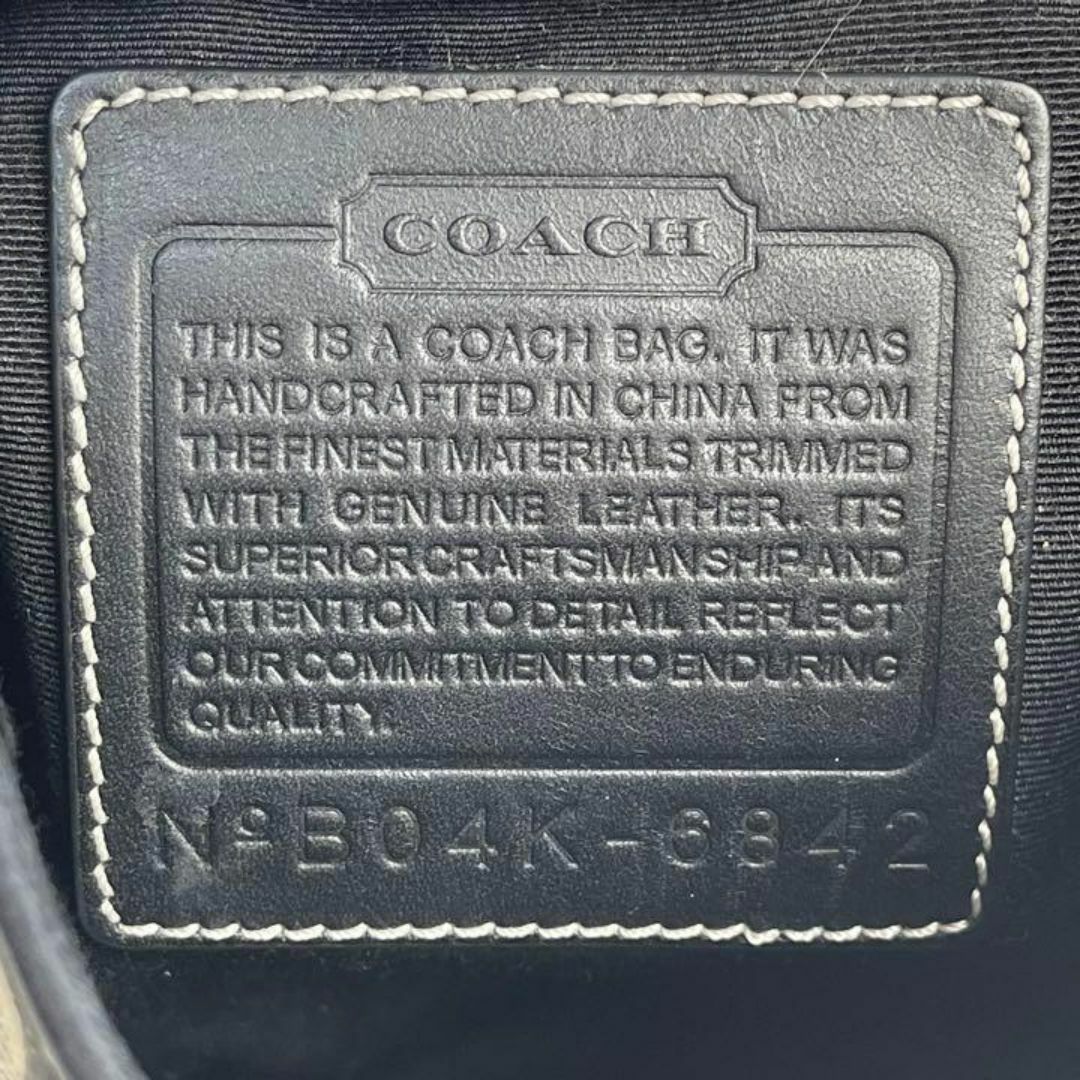 COACH
THIS IS A COACH BAG. IT WAS
HANDCRAFTED IN CHINA FROM
THE FINEST MATERIALS TRIMMED
WITH GENUINE LEATHER. ITS
SUPERIOR CRAFTSMANSHIP AND
ATTENTION TO DETAIL REFLECT
OUR COMMITMENT TO ENDURING
QUALITY.
Nº B04K-6842